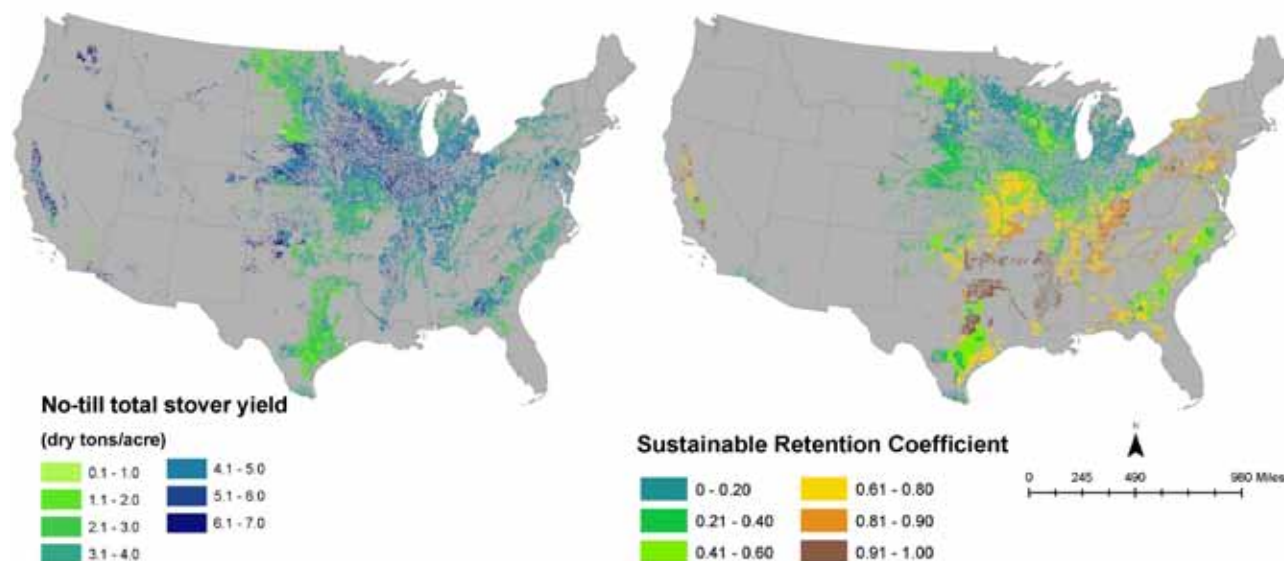 No-till total stover yield
(dry tons/acre)
0.1 - 1.0
1.1 - 2.0
2.1 - 3.0
3.1 - 4.0
4.1 - 5.0
5.1 - 6.0
6.1 - 7.0
Sustainable Retention Coefficient
0 - 0.20
0.21 - 0.40
0.41 - 0.60
0.61 - 0.80
0.81 - 0.90
0.91 - 1.00
N
0 245 490 980 Miles